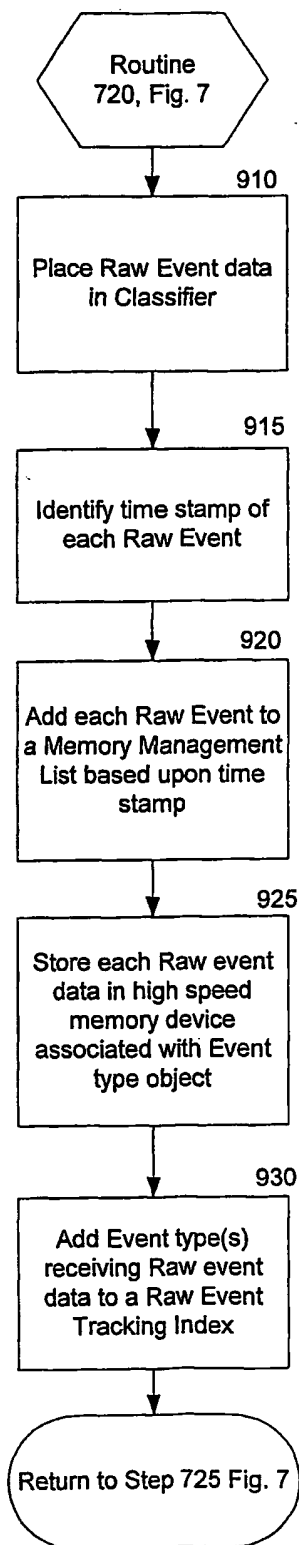 Routine
720, Fig. 7
910
Place Raw Event data
in Classifier
915
Identify time stamp of
each Raw Event
920
Add each Raw Event to
a Memory Management
List based upon time
stamp
925
Store each Raw event
data in high speed
memory device
associated with Event
type object
930
Add Event type(s)
receiving Raw event
data to a Raw Event
Tracking Index
Return to Step 725 Fig. 7